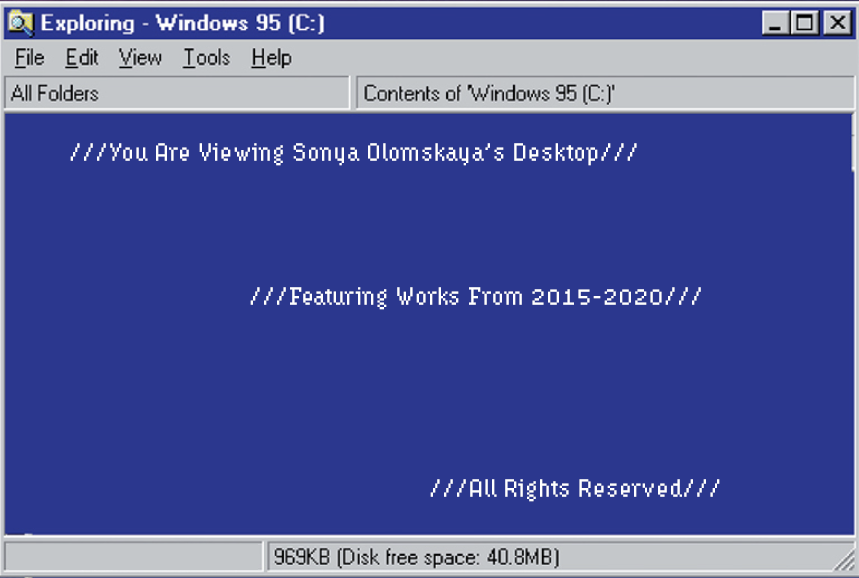 Exploring - Windows 95 (C:)
File Edit View Tools Help
All Folders Contents of 'Windows 95 (C:)'
///You Are Viewing Sonya Olomskaya's Desktop///
///Featuring Works From 2015-2020///
///All Rights Reserved///
969KB (Disk free space: 40.8MB)